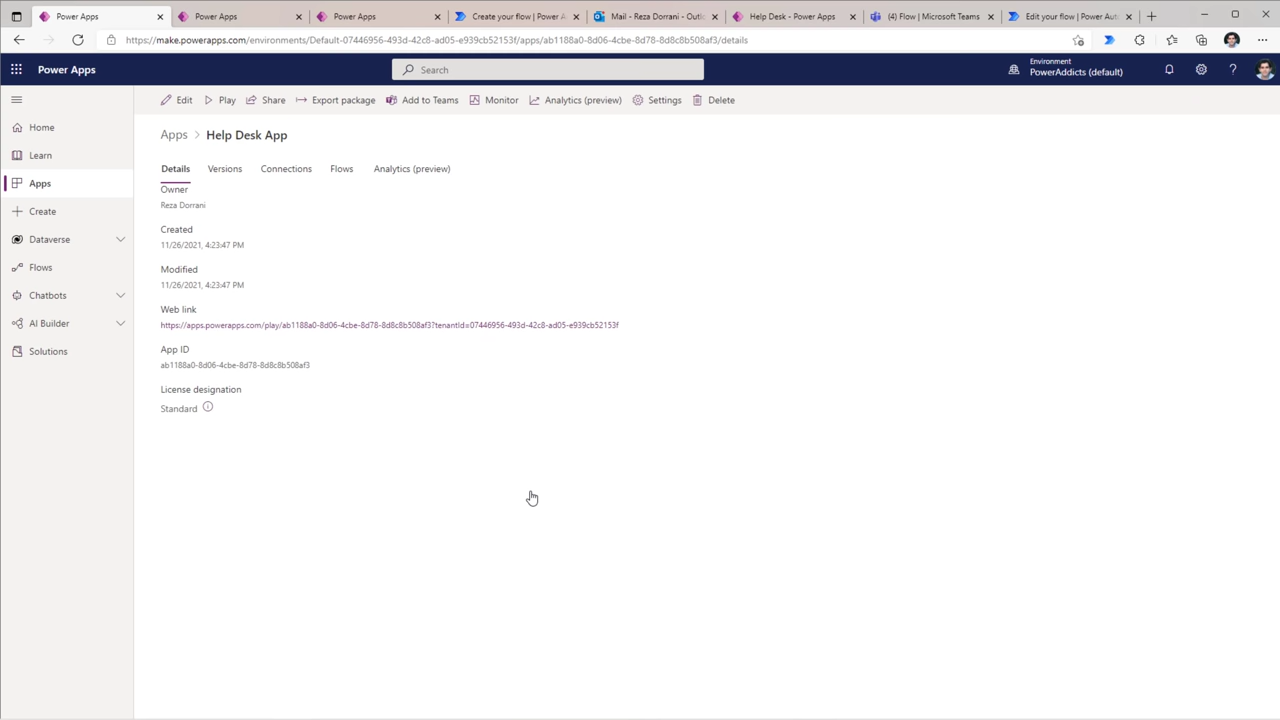 Power Apps
Power Apps
Power Apps
Create your flow | Power A
Mail - Reza Dorrani - Outlo
Help Desk - Power Apps
(4) Flow | Microsoft Teams
Edit your flow | Power Auto
https://make.powerapps.com/environments/Default-07446956-493d-42c8-ad05-e939cb52153f/apps/ab1188a0-8d06-4cbe-8d78-8d8c8b508af3/details
Power Apps
Search
Environment
PowerAddicts (default)
Edit
Play
Share
Export package
Add to Teams
Monitor
Analytics (preview)
Settings
Delete
Home
Learn
Apps
Create
Dataverse
Flows
Chatbots
AI Builder
Solutions
Apps > Help Desk App
Details
Versions
Connections
Flows
Analytics (preview)
Owner
Reza Dorrani
Created
11/26/2021, 4:23:47 PM
Modified
11/26/2021, 4:23:47 PM
Web link
https://apps.powerapps.com/play/ab1188a0-8d06-4cbe-8d78-8d8c8b508af3?tenantId=07446956-493d-42c8-ad05-e939cb52153f
App ID
ab1188a0-8d06-4cbe-8d78-8d8c8b508af3
License designation
Standard